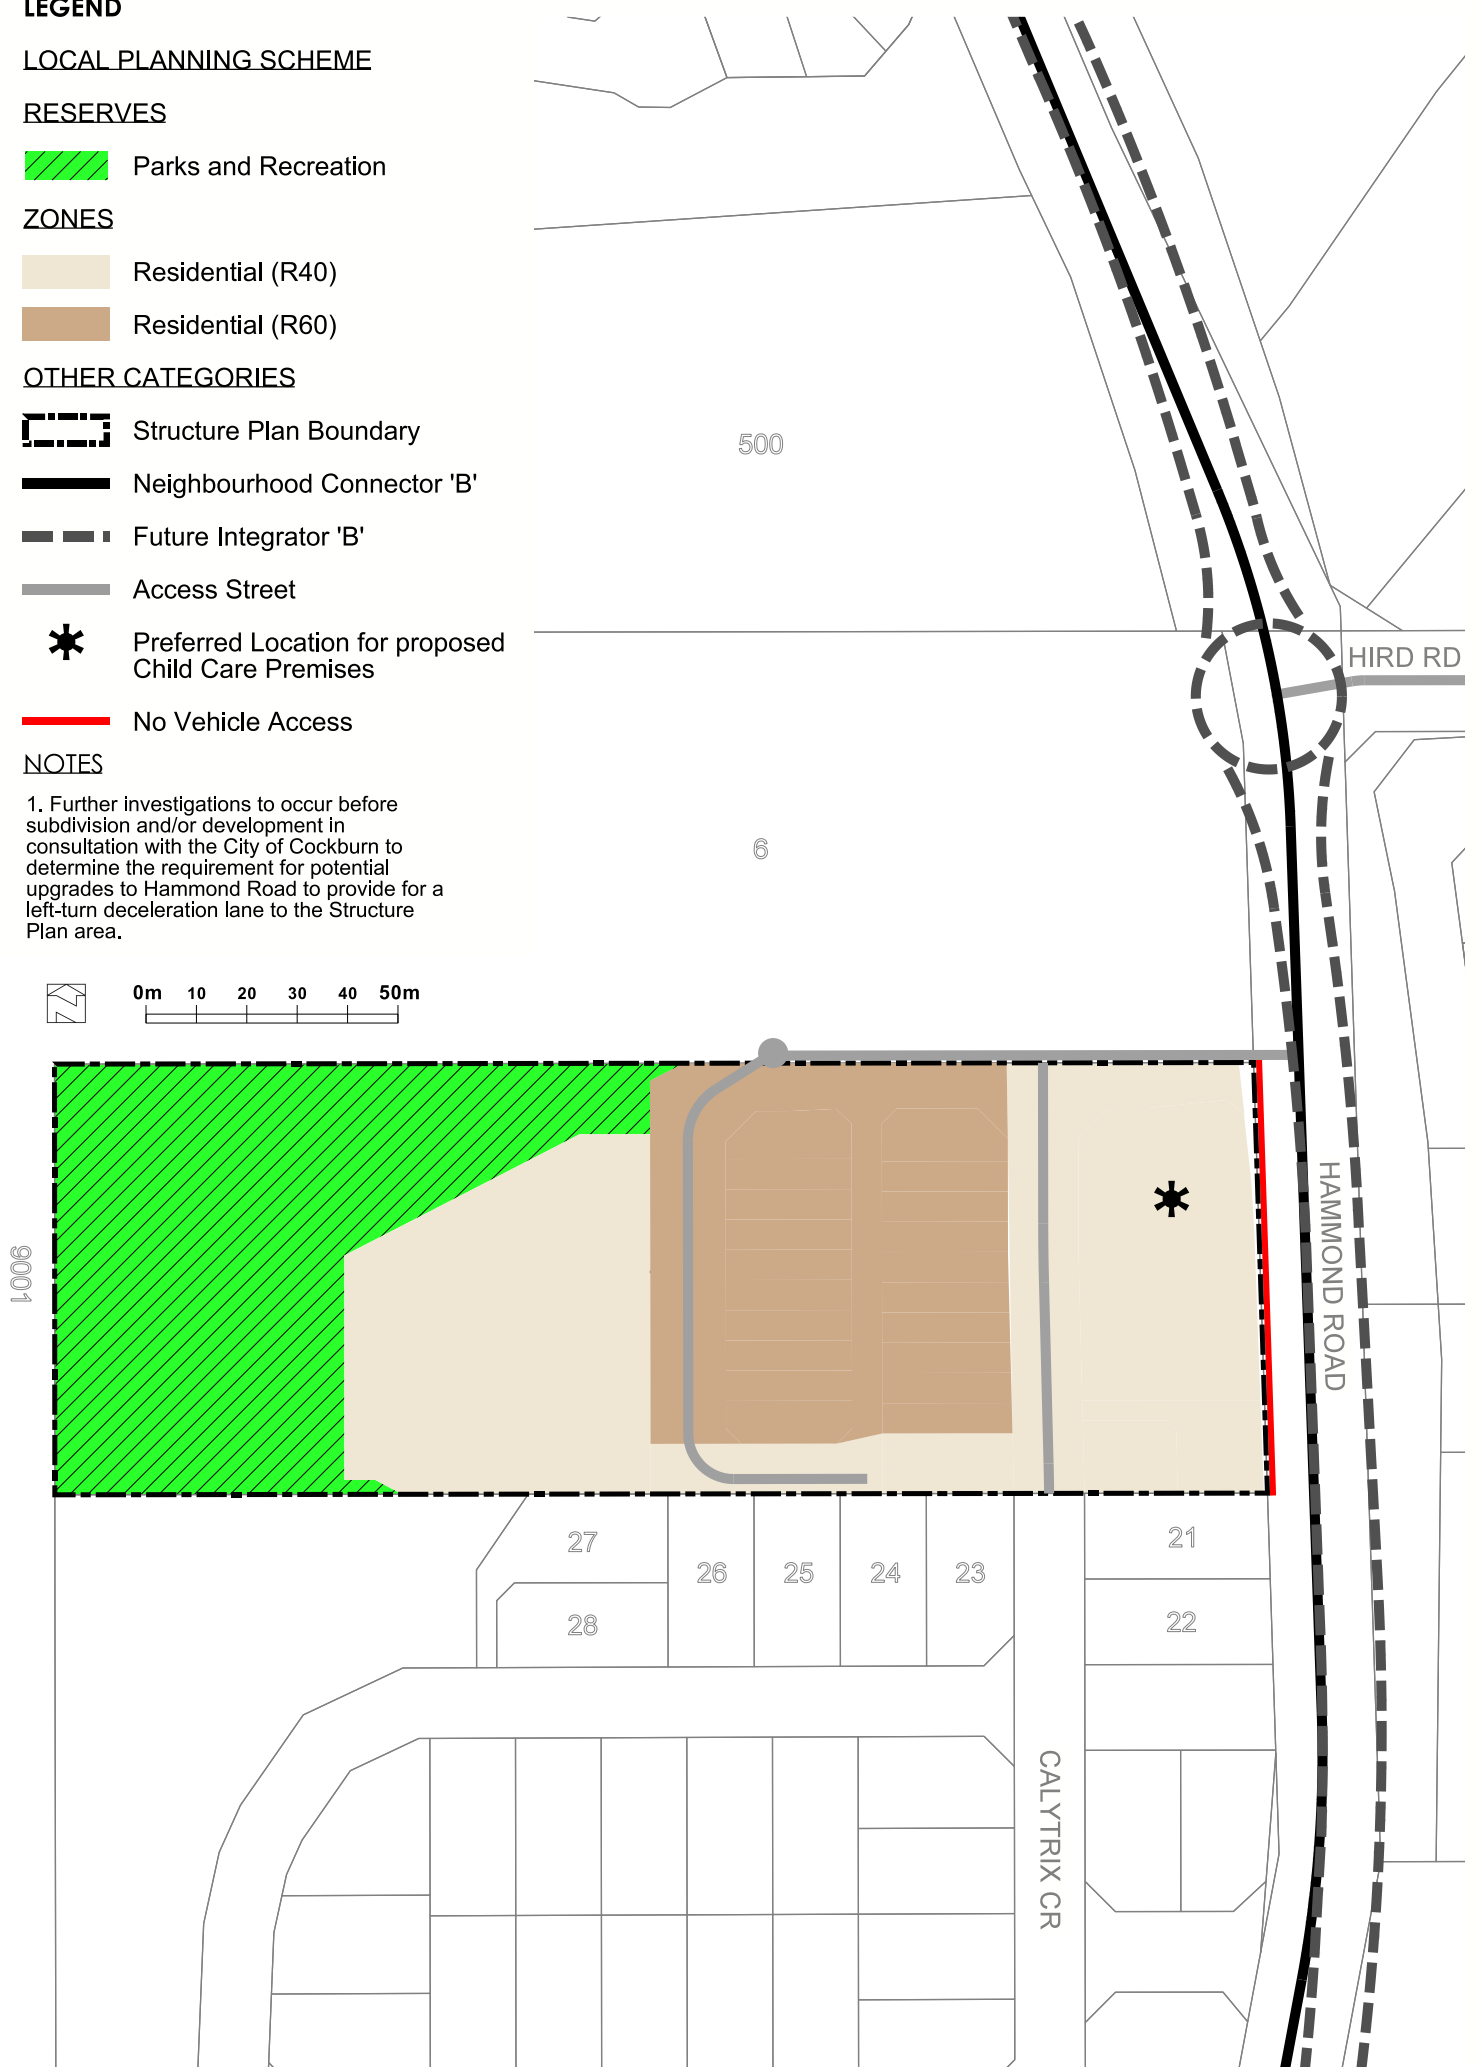 LEGEND
LOCAL PLANNING SCHEME
RESERVES
Parks and Recreation
ZONES
Residential (R40)
Residential (R60)
OTHER CATEGORIES
Structure Plan Boundary
Neighbourhood Connector 'B'
Future Integrator 'B'
Access Street
Preferred Location for proposed
Child Care Premises
No Vehicle Access
NOTES
1. Further investigations to occur before
subdivision and/or development in
consultation with the City of Cockburn to
determine the requirement for potential
upgrades to Hammond Road to provide for a
left-turn deceleration lane to the Structure
Plan area.
0m 10 20 30 40 50m
500
HIRD RD
6
9001
HAMMOND ROAD
27
26
25
24
23
21
28
22
CALYTRIX CR